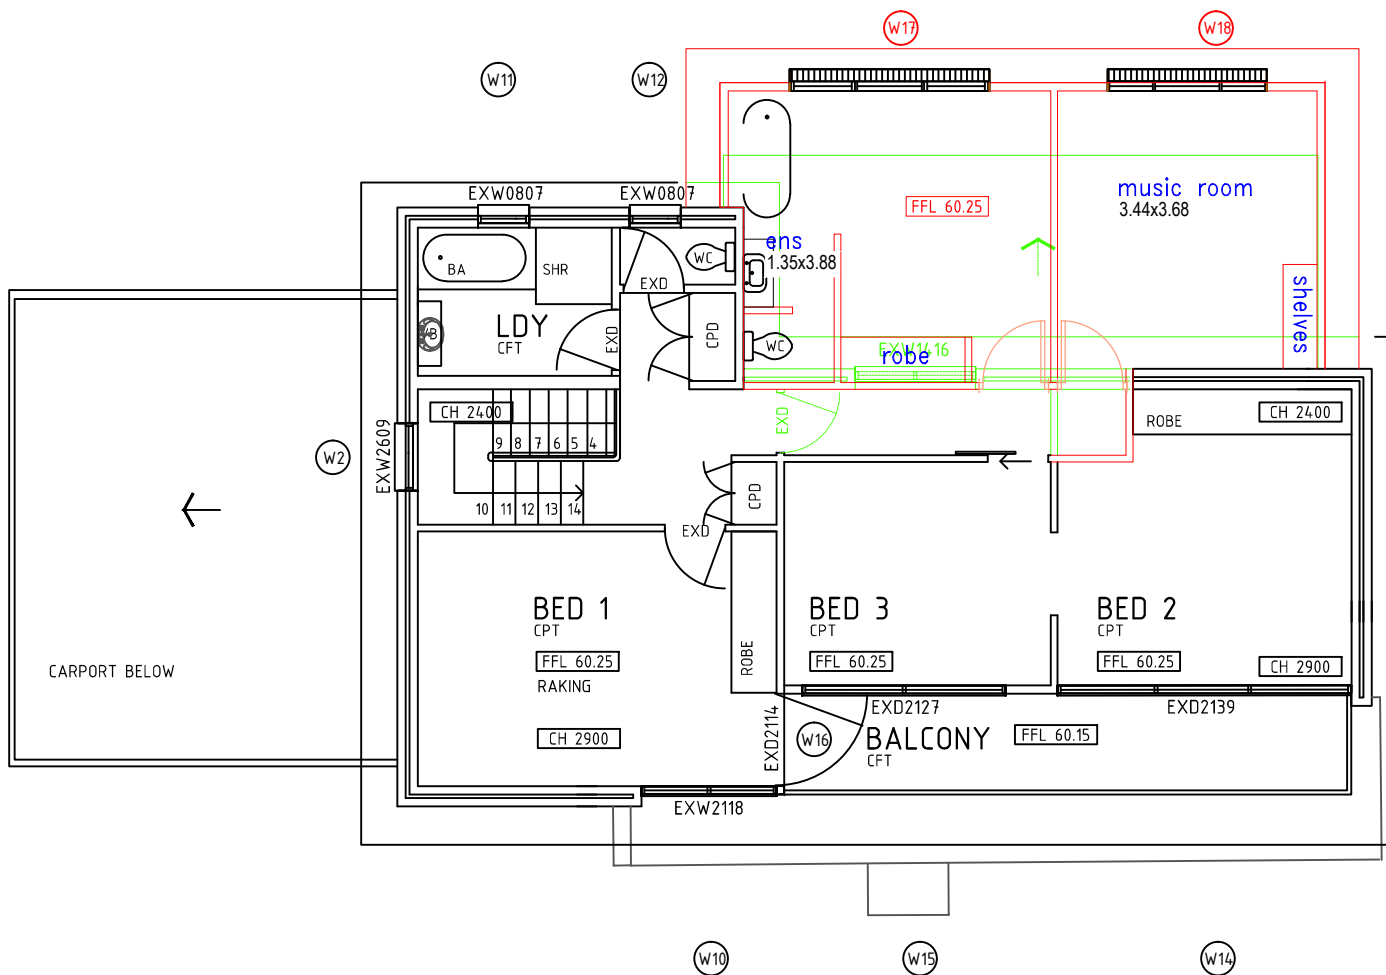 W17
W18
W11
W12
EXW0807
EXW0807
music room
3.44x3.68
FFL 60.25
ens
1.35x3.88
BA
SHR
WC
EXD
shelves
LDY
CFT
EXD
CPD
WC
EXW1416
robe
CH 2400
EXD
ROBE
CH 2400
W2
EXW2609
9 8 7 6 5 4
10 11 12 13 14
CPD
EXD
BED 1
CPT
FFL 60.25
RAKING
BED 3
CPT
FFL 60.25
BED 2
CPT
FFL 60.25
ROBE
CARPORT BELOW
CH 2900
CH 2900
EXD2114
W16
EXD2127
EXD2139
BALCONY
CFT
FFL 60.15
EXW2118
W10
W15
W14